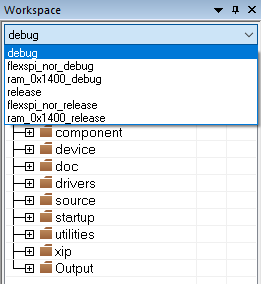 Workspace
debug
debug
flexspi_nor_debug
ram_0x1400_debug
release
flexspi_nor_release
ram_0x1400_release
component
device
doc
drivers
source
startup
utilities
xip
Output